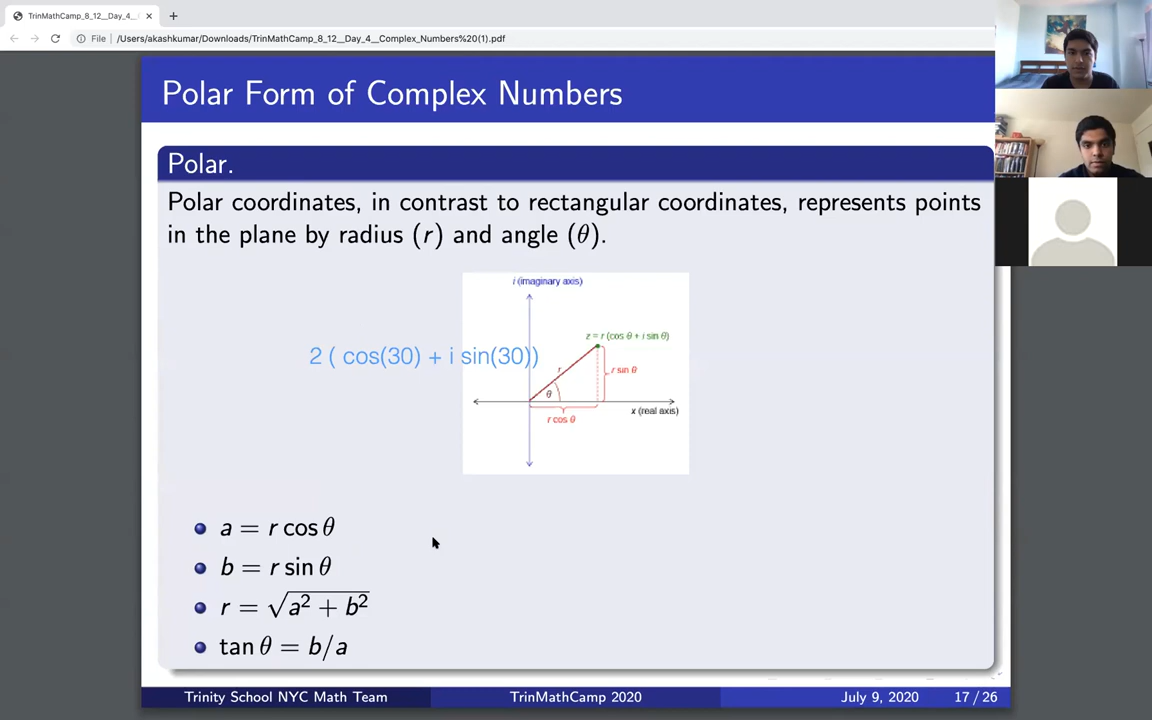 TrinMathCamp_8_12__Day_4_
File /Users/akashkumar/Downloads/TrinMathCamp_8_12__Day_4__Complex_Numbers%20(1).pdf
Polar Form of Complex Numbers
Polar.
Polar coordinates, in contrast to rectangular coordinates, represents points
in the plane by radius (r) and angle (θ).
i (imaginary axis)
z = r (cos θ + i sin θ)
2 ( cos(30) + i sin(30))
r
r sin θ
θ
x (real axis)
r cos θ
a = r cos θ
b = r sin θ
r = √a² + b²
tan θ = b/a
Trinity School NYC Math Team TrinMathCamp 2020 July 9, 2020 17 / 26